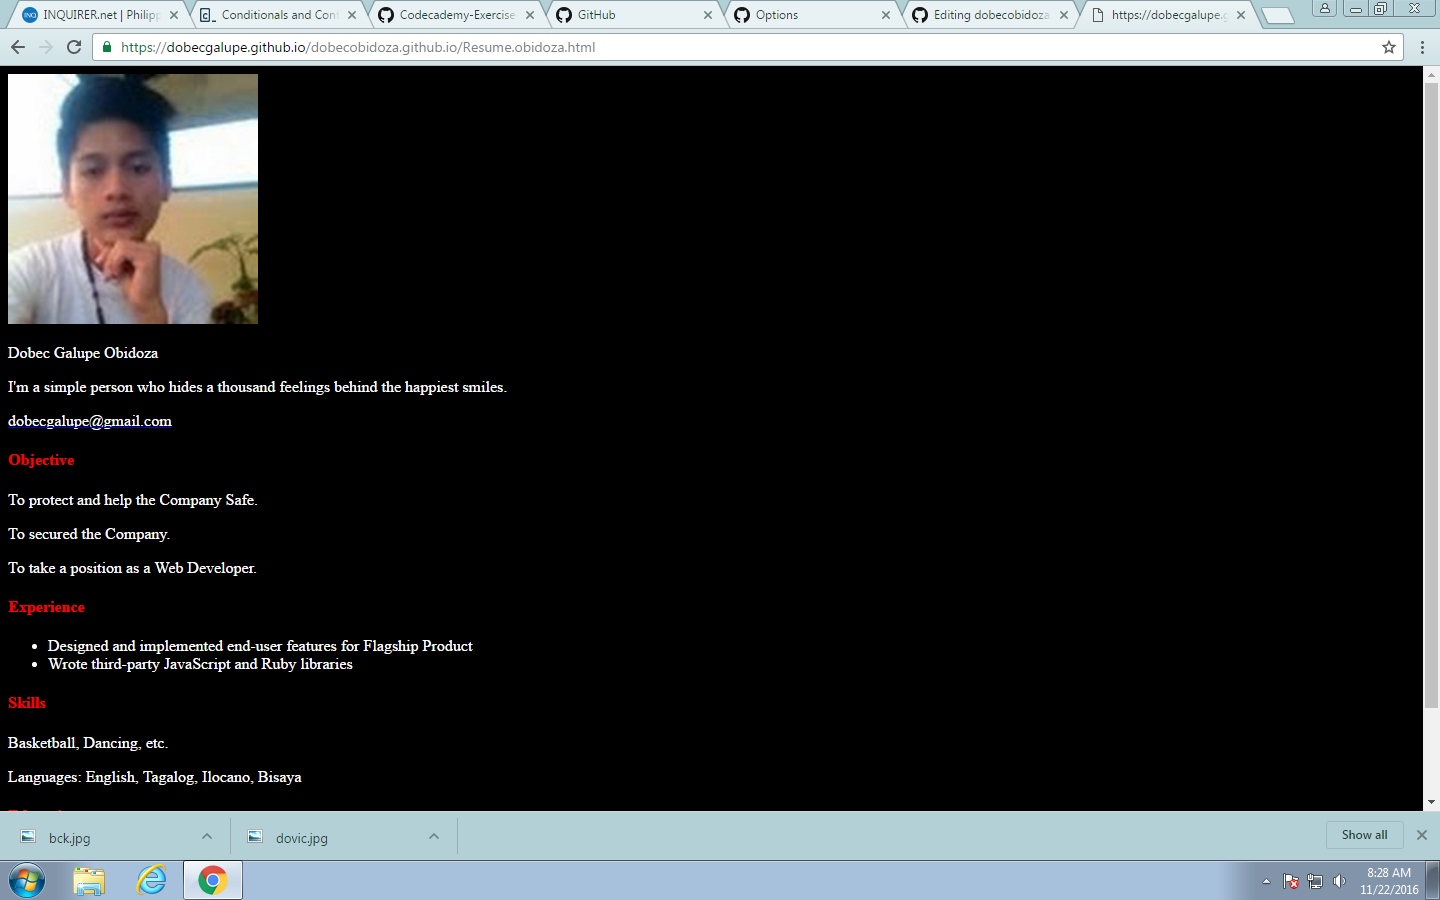 INQUIRER.net | Philipp
Conditionals and Cont
Codecademy-Exercise
GitHub
Options
Editing dobecobidoza.
https://dobecgalupe.g
https://dobecgalupe.github.io/dobecobidoza.github.io/Resume.obidoza.html
Dobec Galupe Obidoza
I'm a simple person who hides a thousand feelings behind the happiest smiles.
dobecgalupe@gmail.com
Objective
To protect and help the Company Safe.
To secured the Company.
To take a position as a Web Developer.
Experience
Designed and implemented end-user features for Flagship Product
Wrote third-party JavaScript and Ruby libraries
Skills
Basketball, Dancing, etc.
Languages: English, Tagalog, Ilocano, Bisaya
bck.jpg
dovic.jpg
Show all
8:28 AM
11/22/2016